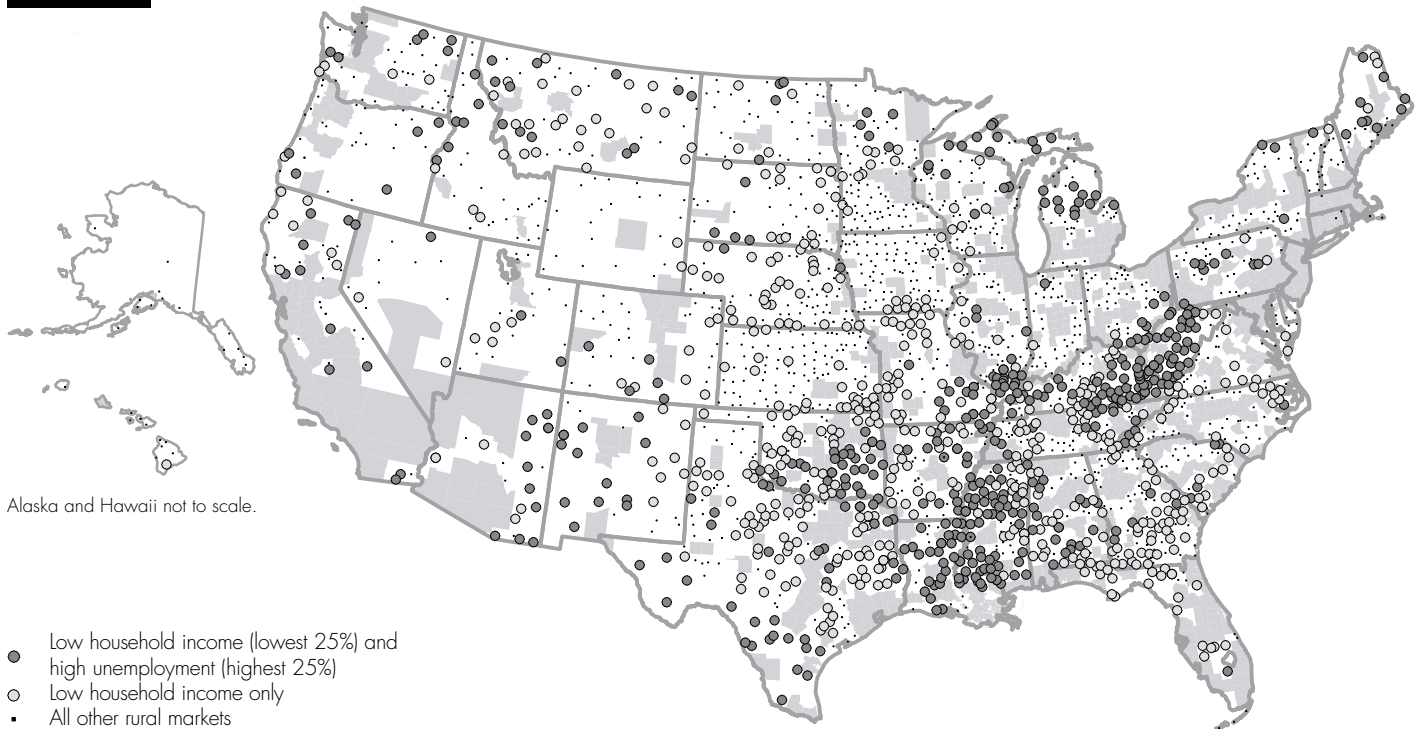 Alaska and Hawaii not to scale.
Low household income (lowest 25%) and
high unemployment (highest 25%)
Low household income only
All other rural markets